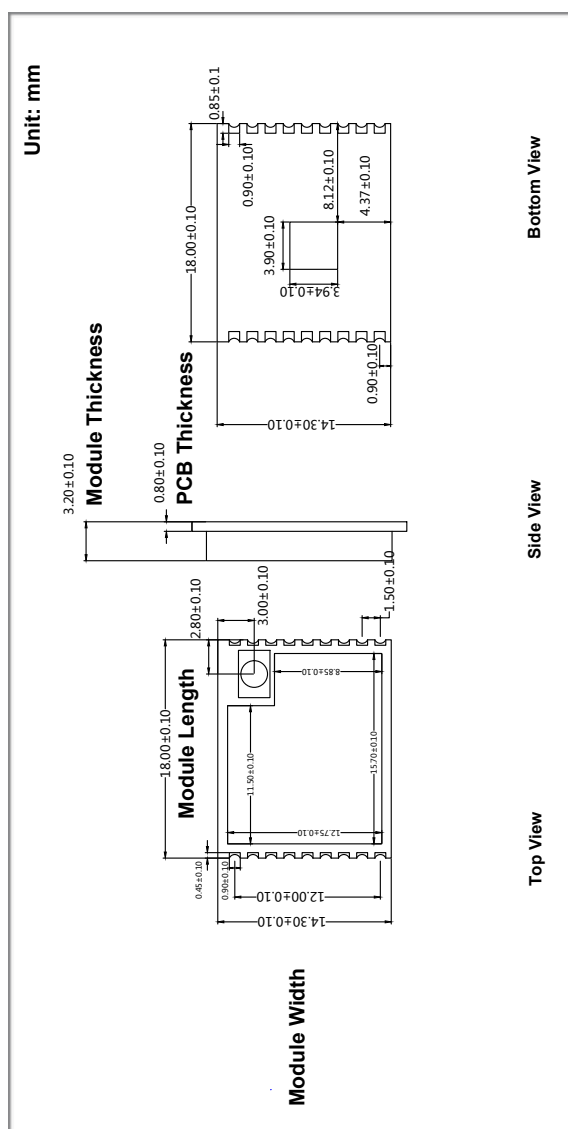 Unit: mm
18.00±0.10
0.85±0.1
0.90±0.10
3.90±0.10
3.94±0.10
8.12±0.10
4.37±0.10
0.90±0.10
14.30±0.10
Bottom View
Module Thickness
3.20±0.10
PCB Thickness
0.80±0.10
Side View
Module Length
18.00±0.10
2.80±0.10
3.00±0.10
1.50±0.10
8.85±0.10
11.50±0.10
15.70±0.10
12.75±0.10
0.45±0.10
0.90±0.10
12.00±0.10
14.30±0.10
Top View
Module Width